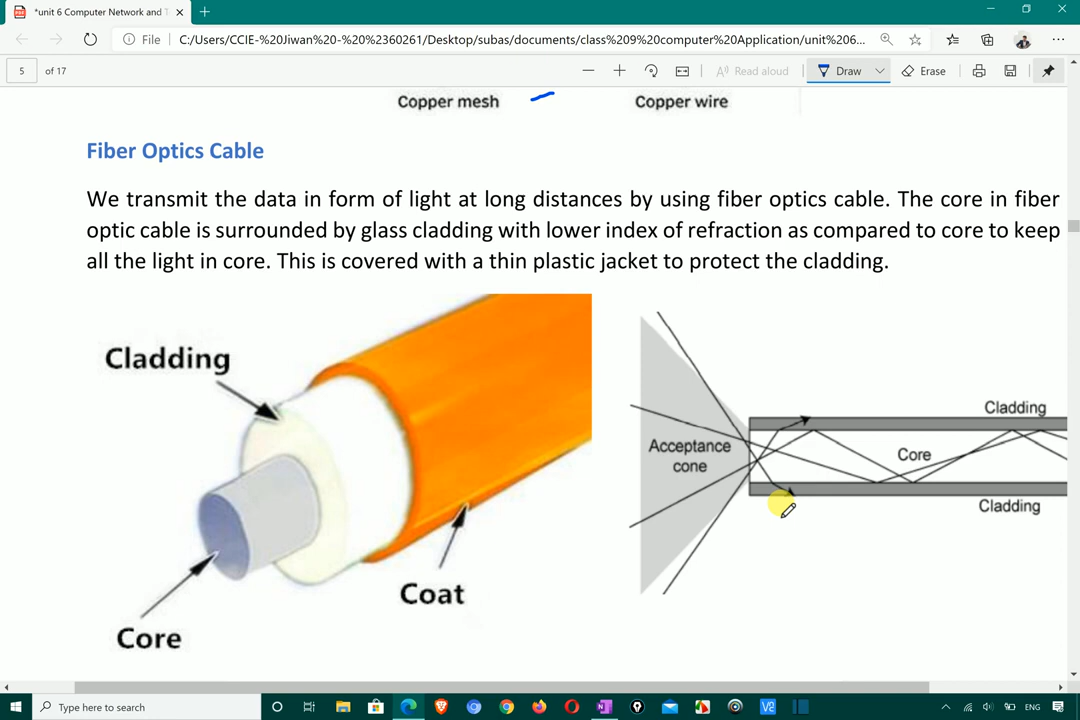 *unit 6 Computer Network and T
File
C:/Users/CCIE-%20Jiwan%20-%20%2360261/Desktop/subas/documents/class%209%20computer%20Application/unit%206...
5 of 17
Read aloud
Draw
Erase
Copper mesh
Copper wire
Fiber Optics Cable
We transmit the data in form of light at long distances by using fiber optics cable. The core in fiber
optic cable is surrounded by glass cladding with lower index of refraction as compared to core to keep
all the light in core. This is covered with a thin plastic jacket to protect the cladding.
Cladding
Coat
Core
Acceptance
cone
Cladding
Core
Cladding
Type here to search
ENG